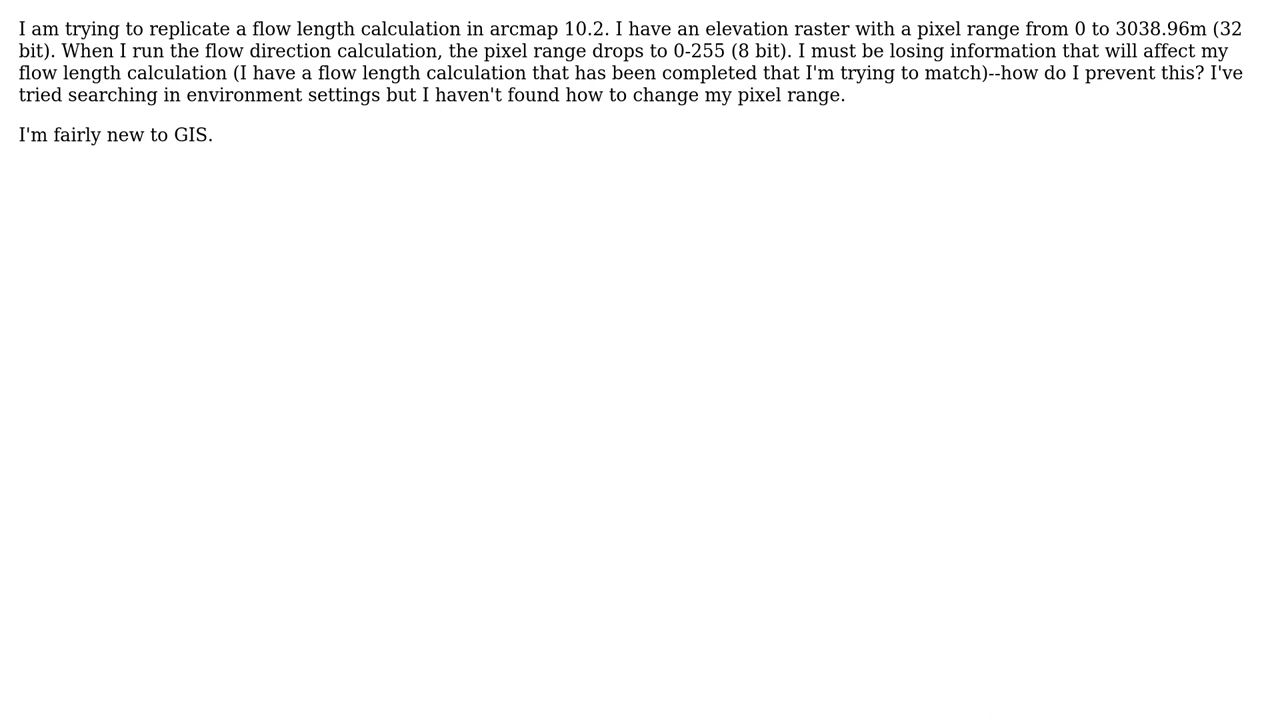 I am trying to replicate a flow length calculation in arcmap 10.2. I have an elevation raster with a pixel range from 0 to 3038.96m (32
bit). When I run the flow direction calculation, the pixel range drops to 0-255 (8 bit). I must be losing information that will affect my
flow length calculation (I have a flow length calculation that has been completed that I'm trying to match)--how do I prevent this? I've
tried searching in environment settings but I haven't found how to change my pixel range.
I'm fairly new to GIS.